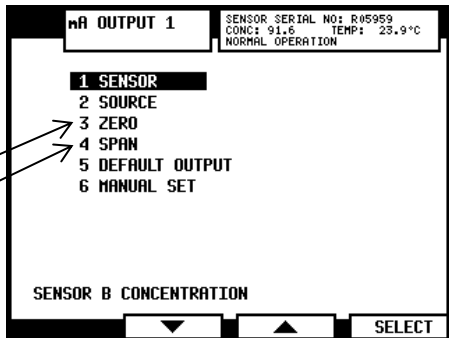 mA OUTPUT 1
SENSOR SERIAL NO: R05959
CONC: 91.6 TEMP: 23.9°C
NORMAL OPERATION
1 SENSOR
2 SOURCE
3 ZERO
4 SPAN
5 DEFAULT OUTPUT
6 MANUAL SET
SENSOR B CONCENTRATION
SELECT